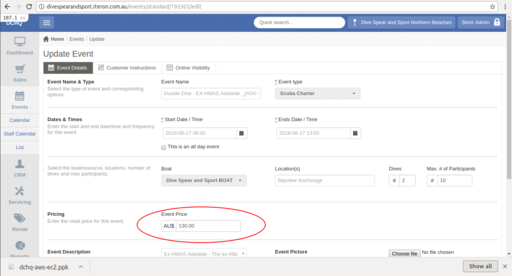 107.1
divespearandsport.iteron.com.au/events/standard/195303/edit
dchq
Quick search...
Dive Spear and Sport Northern Beaches
Store Admin
Dashboard
Sales
Events
Calendar
Staff Calendar
List
CRM
Servicing
Rental
Reports
Home › Events › Update
Update Event
Event Details
Customer Instructions
Online Visibility
Event Name & Type
Select the type of event and corresponding options
Event Name
Double Dive - EX-HMAS Adelaide _(ADV -
* Event type
Scuba Charter
Dates & Times
Enter the start and end date/time and frequency for this event
* Start Date / Time
2018-06-17 08:00
This is an all day event
* Ends Date / Time
2018-06-17 13:00
Select the boat/resource, locations, number of dives and max participants.
Boat
Dive Spear and Sport BOAT
Location(s)
Bayview Anchorage
Dives
# 2
Max. # of Participants
# 10
Pricing
Enter the retail price for this event.
Event Price
AU$ 130.00
Event Description
Ex-HMAS Adelaide - The ex-HM
Event Picture
Choose file
No file chosen
dchq-aws-ec2.ppk
Show all